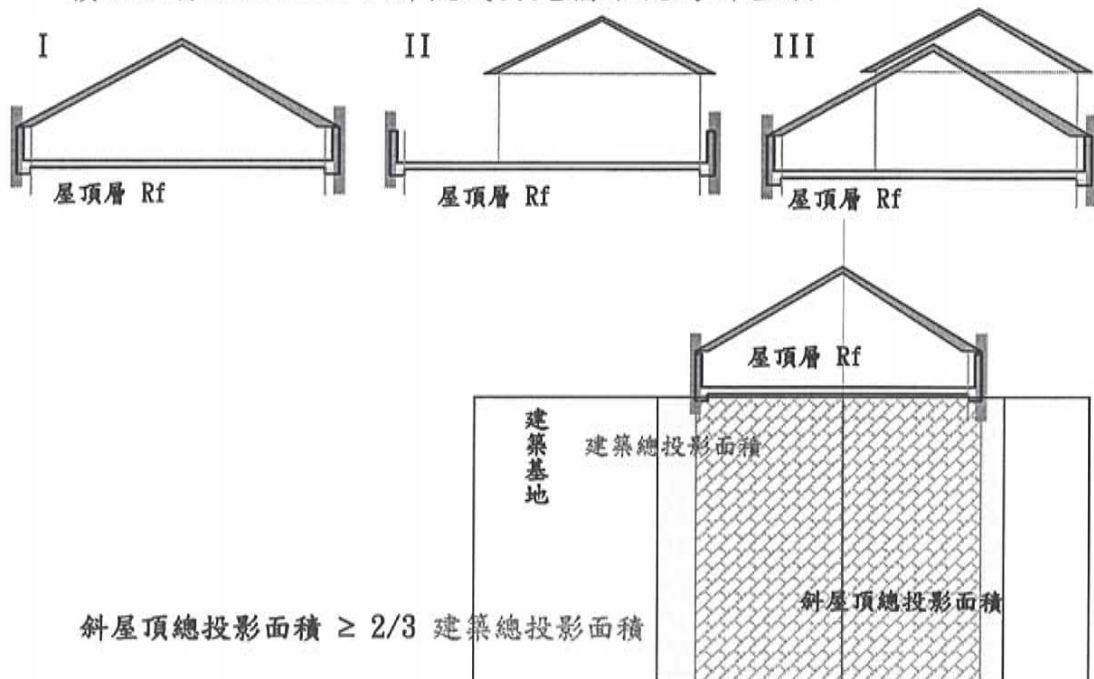 I
II
III
屋頂層 Rf
屋頂層 Rf
屋頂層 Rf
屋頂層 Rf
建築基地
建築總投影面積
斜屋頂總投影面積
斜屋頂總投影面積 ≥ 2/3 建築總投影面積